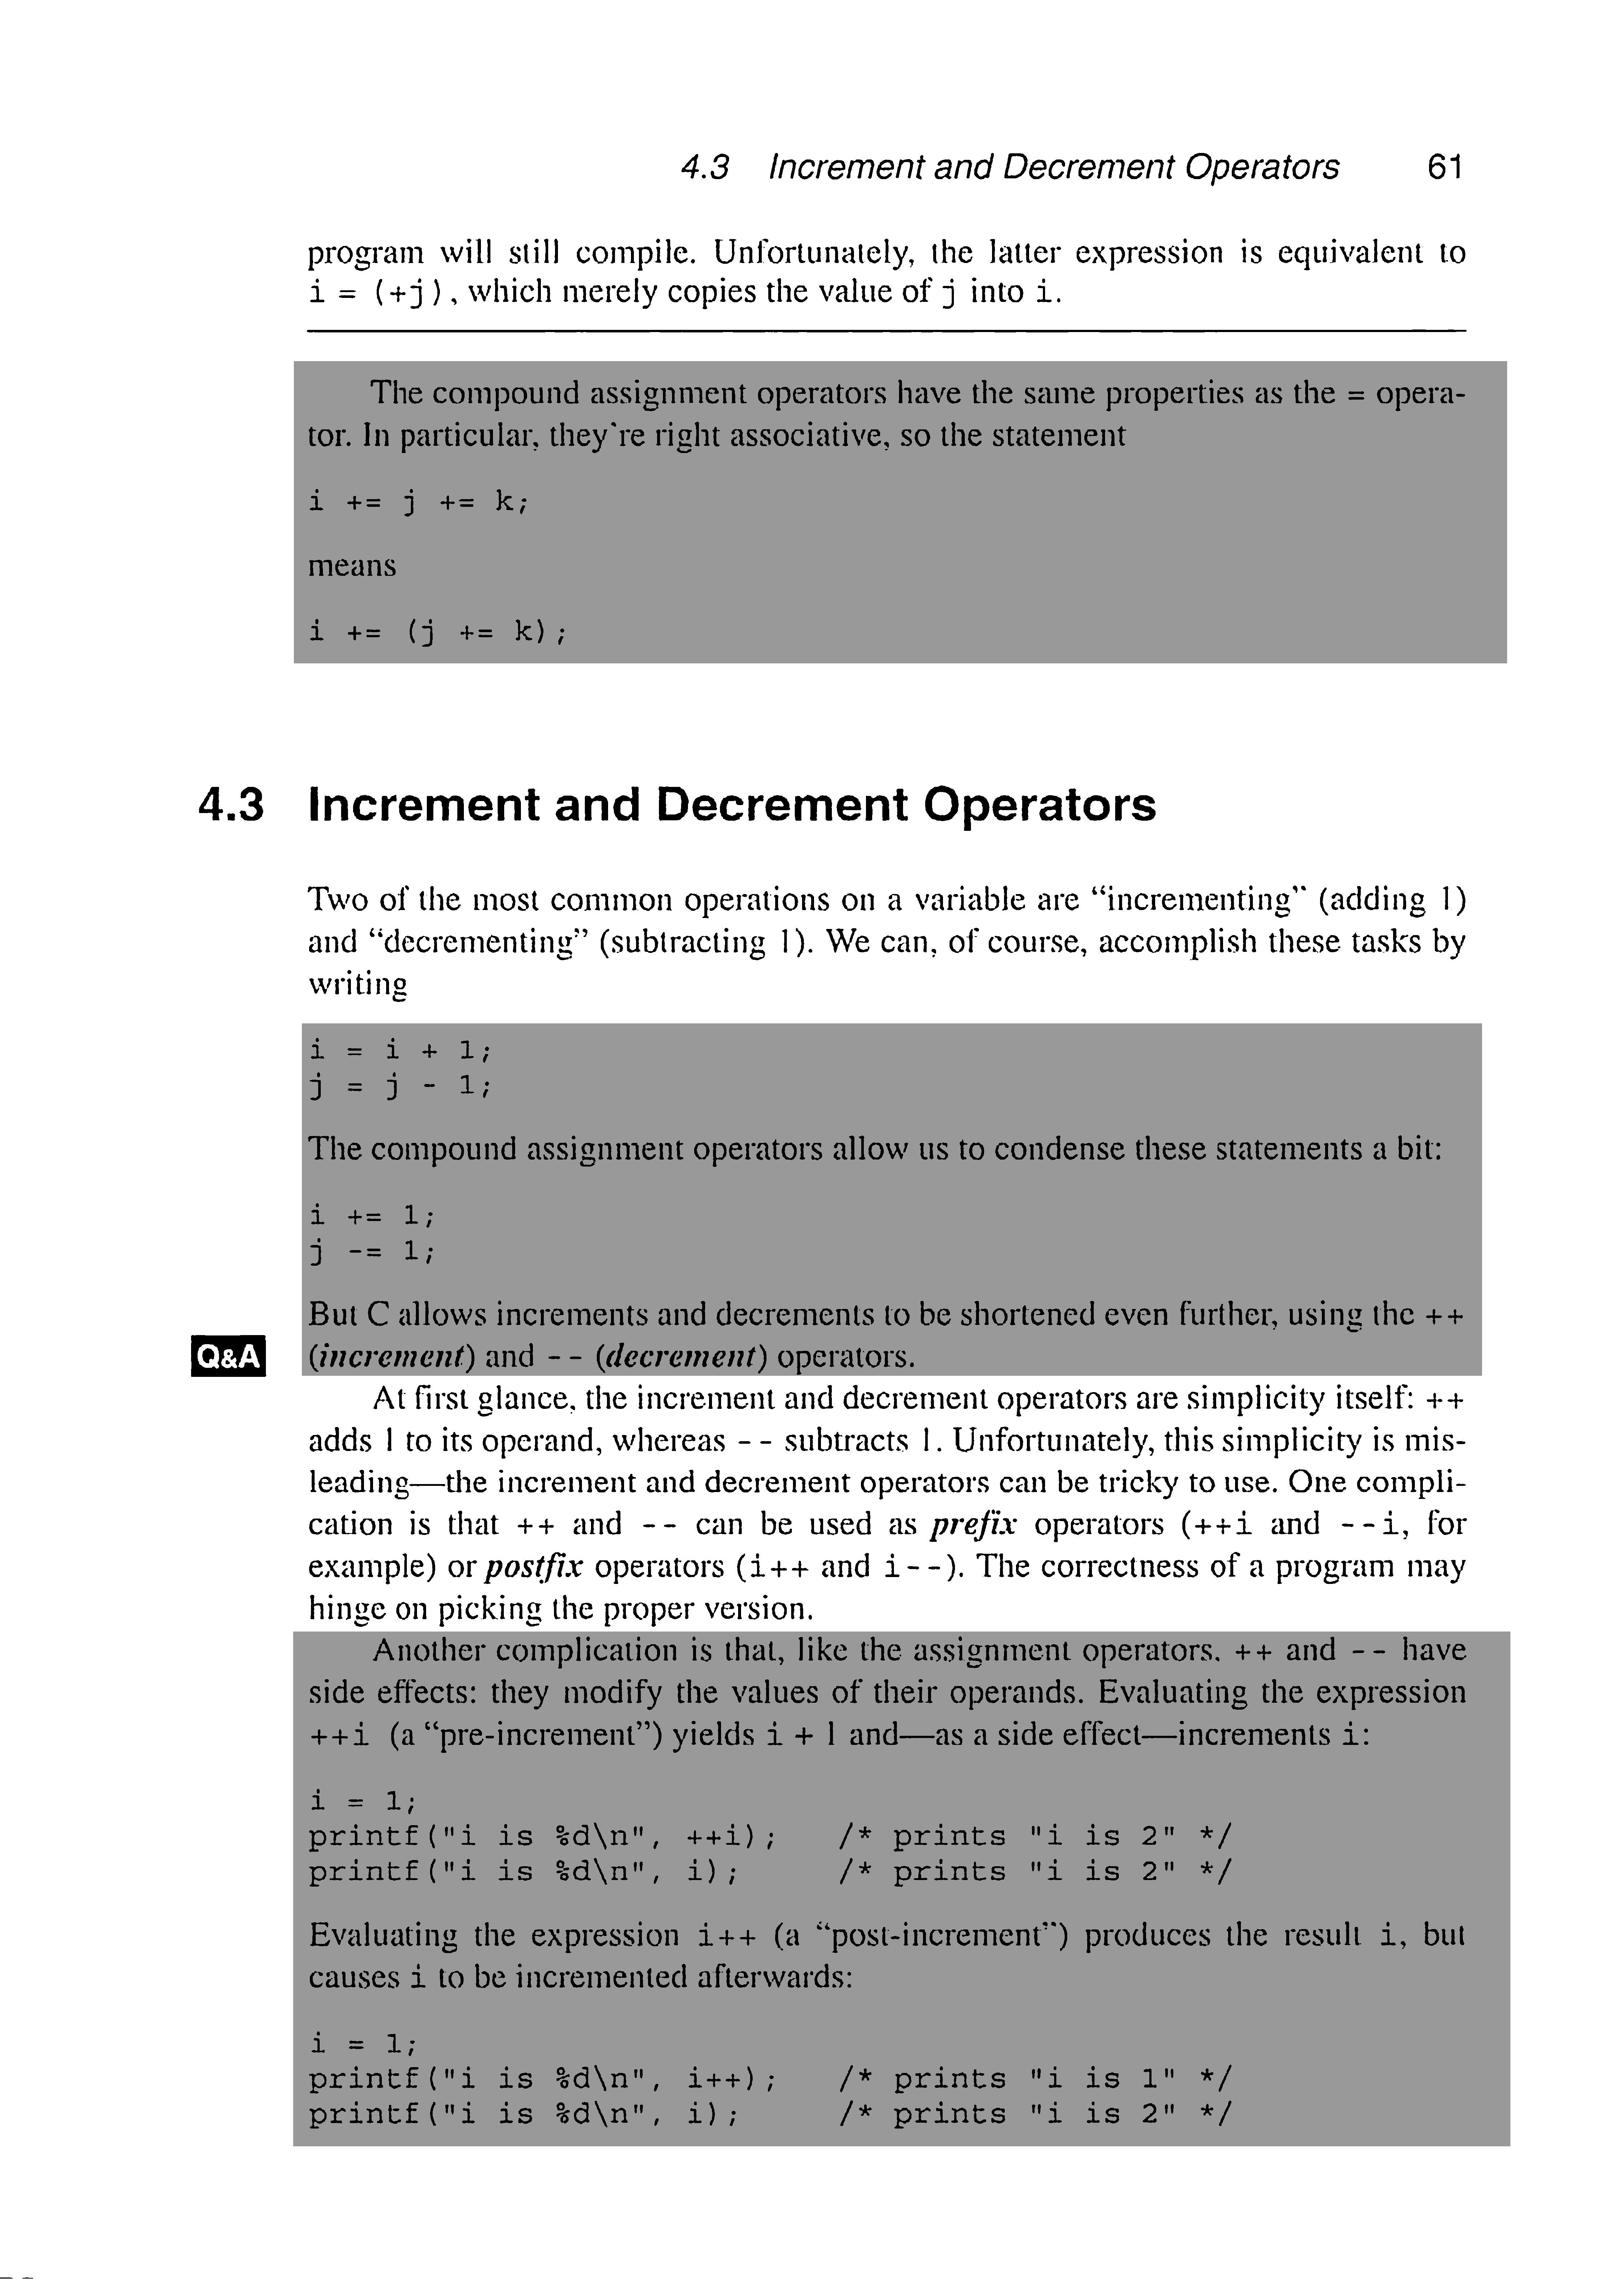 4.3 Increment and Decrement Operators 61
program will still compile. Unfortunately, the latter expression is equivalent to
i = (+j), which merely copies the value of j into i.
The compound assignment operators have the same properties as the = opera-
tor. In particular, they're right associative, so the statement
i += j += k;
means
i += (j += k);
4.3 Increment and Decrement Operators
Two of the most common operations on a variable are “incrementing” (adding 1)
and “decrementing” (subtracting 1). We can, of course, accomplish these tasks by
writing
i = i + 1;
j = j - 1;
The compound assignment operators allow us to condense these statements a bit:
i += 1;
j -= 1;
But C allows increments and decrements to be shortened even further, using the ++
Q&A (increment) and -- (decrement) operators.
At first glance, the increment and decrement operators are simplicity itself: ++
adds 1 to its operand, whereas -- subtracts 1. Unfortunately, this simplicity is mis-
leading—the increment and decrement operators can be tricky to use. One compli-
cation is that ++ and -- can be used as prefix operators (++i and --i, for
example) or postfix operators (i++ and i--). The correctness of a program may
hinge on picking the proper version.
Another complication is that, like the assignment operators, ++ and -- have
side effects: they modify the values of their operands. Evaluating the expression
++i (a “pre-increment”) yields i + 1 and—as a side effect—increments i:
i = 1;
printf("i is %d\n", ++i); /* prints "i is 2" */
printf("i is %d\n", i); /* prints "i is 2" */
Evaluating the expression i++ (a “post-increment”) produces the result i, but
causes i to be incremented afterwards:
i = 1;
printf("i is %d\n", i++); /* prints "i is 1" */
printf("i is %d\n", i); /* prints "i is 2" */